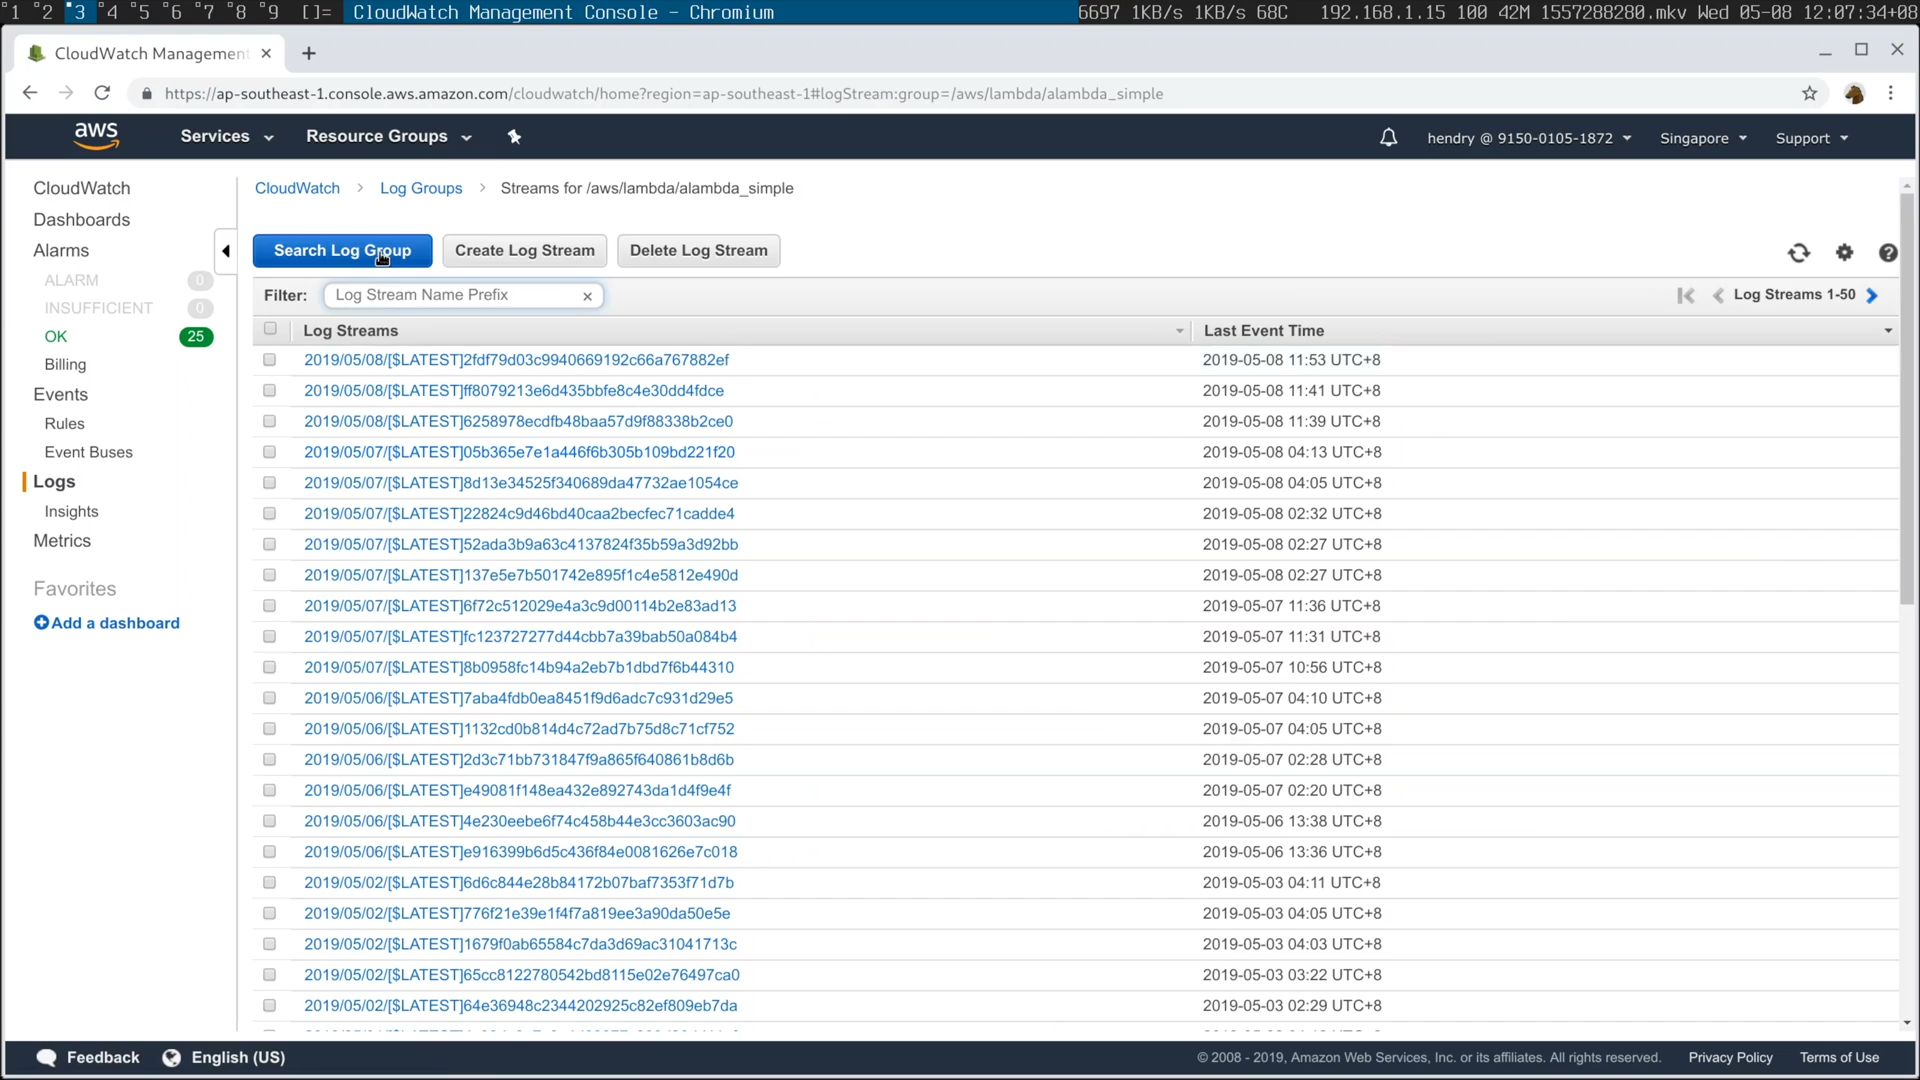 1 2 3 4 5 6 7 8 9 []= CloudWatch Management Console - Chromium 6697 1KB/s 1KB/s 68C 192.168.1.15 100 42M 1557288280.mkv Wed 05-08 12:07:34+08
CloudWatch Management
https://ap-southeast-1.console.aws.amazon.com/cloudwatch/home?region=ap-southeast-1#logStream:group=/aws/lambda/alambda_simple
aws Services Resource Groups hendry @ 9150-0105-1872 Singapore Support
CloudWatch
Dashboards
Alarms
ALARM 0
INSUFFICIENT 0
OK 25
Billing
Events
Rules
Event Buses
Logs
Insights
Metrics
Favorites
Add a dashboard
CloudWatch > Log Groups > Streams for /aws/lambda/alambda_simple
Search Log Group Create Log Stream Delete Log Stream
Filter: Log Stream Name Prefix Log Streams 1-50
Log Streams Last Event Time
2019/05/08/[$LATEST]2fdf79d03c9940669192c66a767882ef 2019-05-08 11:53 UTC+8
2019/05/08/[$LATEST]ff8079213e6d435bbfe8c4e30dd4fdce 2019-05-08 11:41 UTC+8
2019/05/08/[$LATEST]6258978ecdfb48baa57d9f88338b2ce0 2019-05-08 11:39 UTC+8
2019/05/07/[$LATEST]05b365e7e1a446f6b305b109bd221f20 2019-05-08 04:13 UTC+8
2019/05/07/[$LATEST]8d13e34525f340689da47732ae1054ce 2019-05-08 04:05 UTC+8
2019/05/07/[$LATEST]22824c9d46bd40caa2becfec71cadde4 2019-05-08 02:32 UTC+8
2019/05/07/[$LATEST]52ada3b9a63c4137824f35b59a3d92bb 2019-05-08 02:27 UTC+8
2019/05/07/[$LATEST]137e5e7b501742e895f1c4e5812e490d 2019-05-08 02:27 UTC+8
2019/05/07/[$LATEST]6f72c512029e4a3c9d00114b2e83ad13 2019-05-07 11:36 UTC+8
2019/05/07/[$LATEST]fc123727277d44cbb7a39bab50a084b4 2019-05-07 11:31 UTC+8
2019/05/07/[$LATEST]8b0958fc14b94a2eb7b1dbd7f6b44310 2019-05-07 10:56 UTC+8
2019/05/06/[$LATEST]7aba4fdb0ea8451f9d6adc7c931d29e5 2019-05-07 04:10 UTC+8
2019/05/06/[$LATEST]1132cd0b814d4c72ad7b75d8c71cf752 2019-05-07 04:05 UTC+8
2019/05/06/[$LATEST]2d3c71bb731847f9a865f640861b8d6b 2019-05-07 02:28 UTC+8
2019/05/06/[$LATEST]e49081f148ea432e892743da1d4f9e4f 2019-05-07 02:20 UTC+8
2019/05/06/[$LATEST]4e230eebe6f74c458b44e3cc3603ac90 2019-05-06 13:38 UTC+8
2019/05/06/[$LATEST]e916399b6d5c436f84e0081626e7c018 2019-05-06 13:36 UTC+8
2019/05/02/[$LATEST]6d6c844e28b84172b07baf7353f71d7b 2019-05-03 04:11 UTC+8
2019/05/02/[$LATEST]776f21e39e1f4f7a819ee3a90da50e5e 2019-05-03 04:05 UTC+8
2019/05/02/[$LATEST]1679f0ab65584c7da3d69ac31041713c 2019-05-03 04:03 UTC+8
2019/05/02/[$LATEST]65cc8122780542bd8115e02e76497ca0 2019-05-03 03:22 UTC+8
2019/05/02/[$LATEST]64e36948c2344202925c82ef809eb7da 2019-05-03 02:29 UTC+8
Feedback English (US) © 2008 - 2019, Amazon Web Services, Inc. or its affiliates. All rights reserved. Privacy Policy Terms of Use